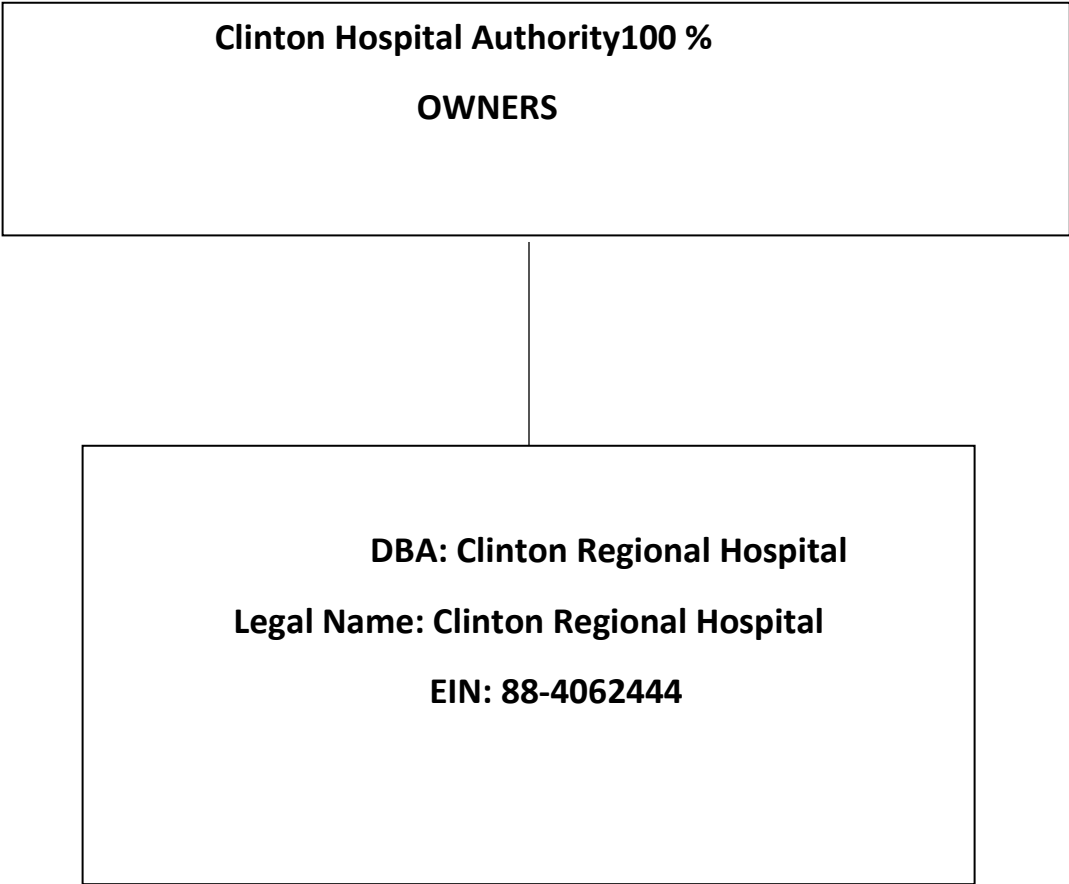 Clinton Hospital Authority100 %
OWNERS
DBA: Clinton Regional Hospital
Legal Name: Clinton Regional Hospital
EIN: 88-4062444